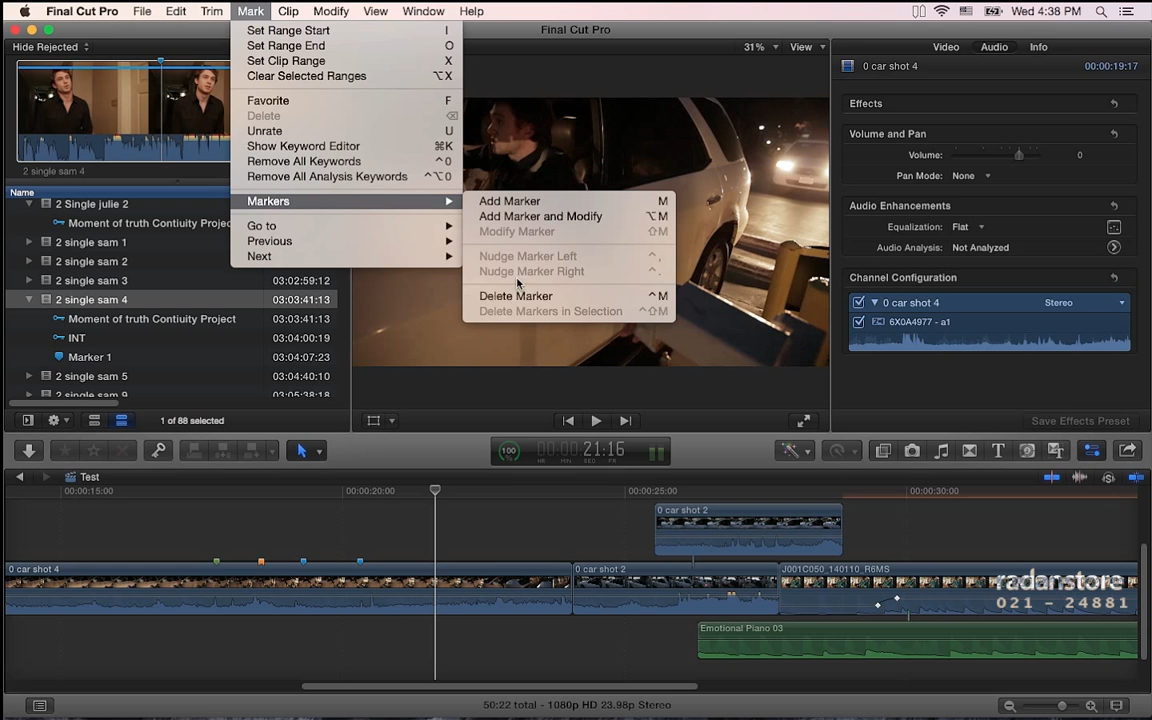 Final Cut Pro File Edit Trim Mark Clip Modify View Window Help Wed 4:38 PM
Final Cut Pro
Hide Rejected
31% View
Video Audio Info
2 single sam 4
Name
2 Single julie 2
Moment of truth Contiuity Projec
2 single sam 1
2 single sam 2
2 single sam 3 03:02:59:12
2 single sam 4 03:03:41:13
Moment of truth Contiuity Project 03:03:41:13
INT 03:04:00:19
Marker 1 03:04:07:23
2 single sam 5 03:04:40:10
2 single sam 9 03:05:38:18
1 of 88 selected
Set Range Start I
Set Range End O
Set Clip Range X
Clear Selected Ranges ⌥X
Favorite F
Delete ⌫
Unrate U
Show Keyword Editor ⌘K
Remove All Keywords ^0
Remove All Analysis Keywords ^⌥0
Markers
Go to
Previous
Next
Add Marker M
Add Marker and Modify ⌥M
Modify Marker ⇧M
Nudge Marker Left ^,
Nudge Marker Right ^.
Delete Marker ^M
Delete Markers in Selection ^⇧M
0 car shot 4 00:00:19:17
Effects
Volume and Pan
Volume: 0
Pan Mode: None
Audio Enhancements
Equalization: Flat
Audio Analysis: Not Analyzed
Channel Configuration
0 car shot 4 Stereo
6X0A4977 - a1
Save Effects Preset
100 00:00:21:16
HR MIN SEC FR
Test
00:00:15:00 00:00:20:00 00:00:25:00 00:00:30:00
0 car shot 2
0 car shot 4 0 car shot 2 J001C050_140110_R6MS
radanstore
021 - 24881
Emotional Piano 03
50:22 total - 1080p HD 23.98p Stereo